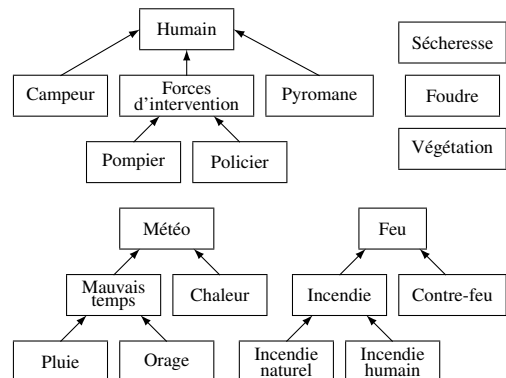 Humain
Sécheresse
Campeur
Forces
d'intervention
Pyromane
Foudre
Pompier
Policier
Végétation
Météo
Feu
Mauvais
temps
Chaleur
Incendie
Contre-feu
Pluie
Orage
Incendie
naturel
Incendie
humain